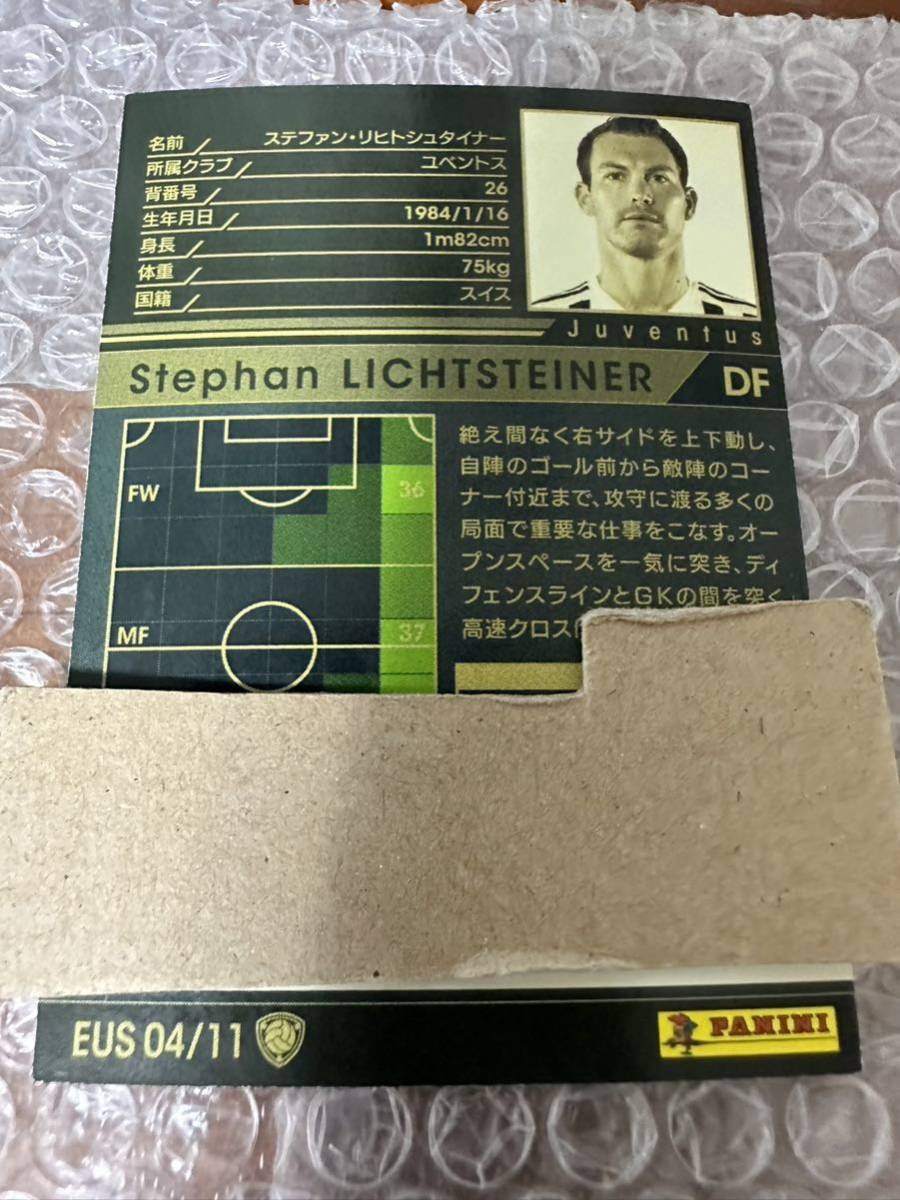 名前 ステファン・リヒトシュタイナー
所属クラブ ユベントス
背番号 26
生年月日 1984/1/16
身長 1m82cm
体重 75kg
国籍 スイス
Juventus
Stephan LICHTSTEINER DF
FW
36
MF
37
絶え間なく右サイドを上下動し、
自陣のゴール前から敵陣のコー
ナー付近まで、攻守に渡る多くの
局面で重要な仕事をこなす。オー
プンスペースを一気に突き、ディ
フェンスラインとGKの間を突く
高速クロス
EUS 04/11
PANINI